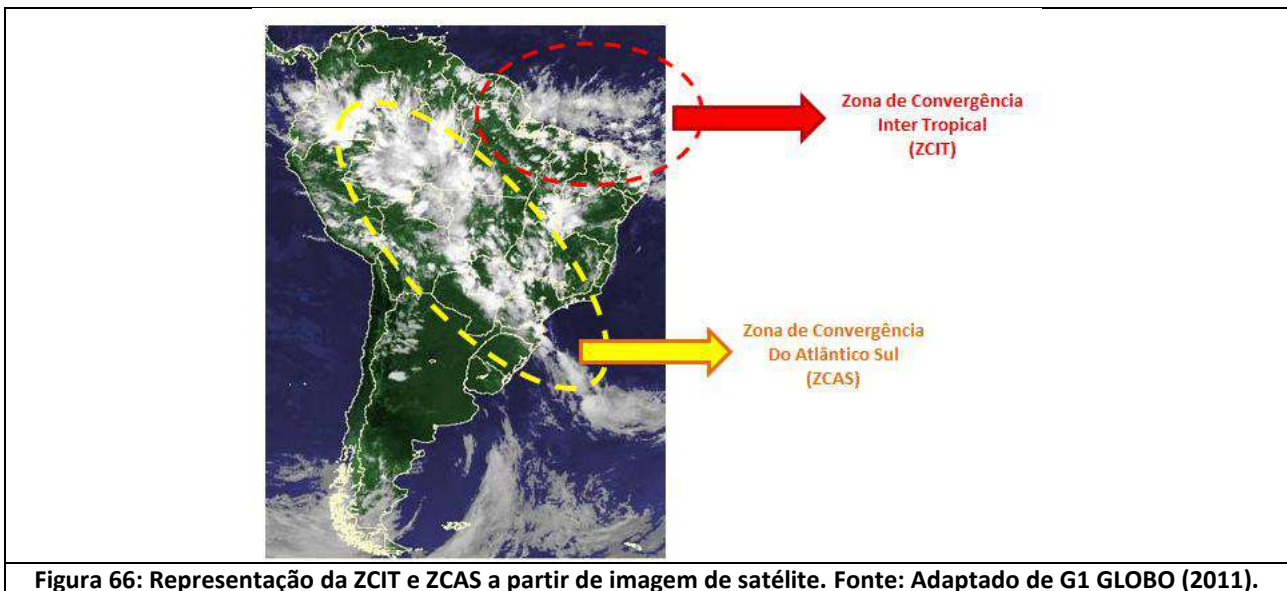 Zona de Convergência
Inter Tropical
(ZCIT)
Zona de Convergência
Do Atlântico Sul
(ZCAS)
Figura 66: Representação da ZCIT e ZCAS a partir de imagem de satélite. Fonte: Adaptado de G1 GLOBO (2011).